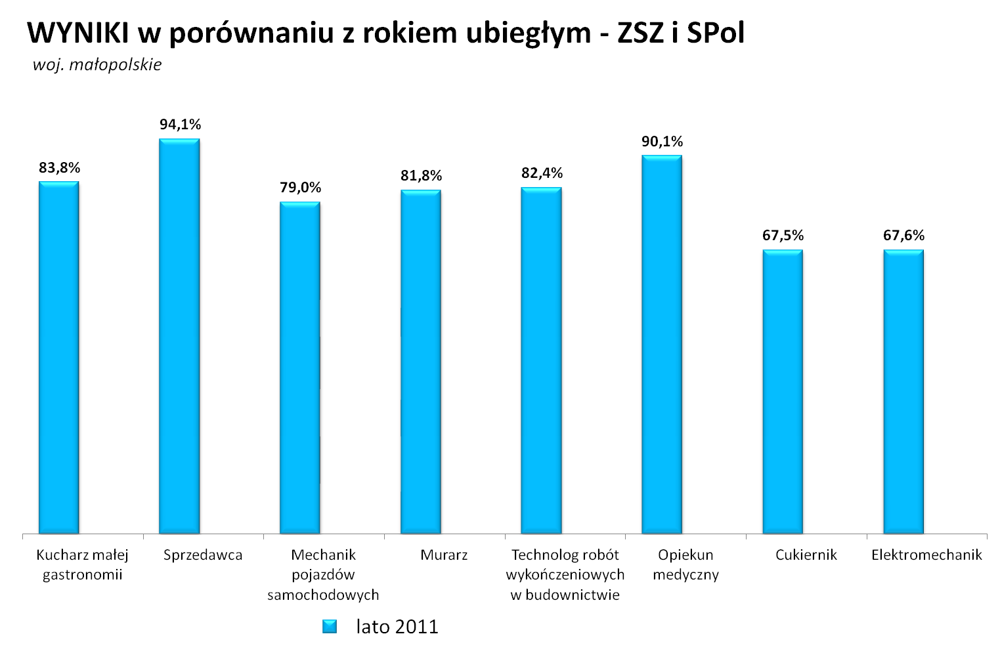 WYNIKI w porównaniu z rokiem ubiegłym - ZSZ i SPol
woj. małopolskie
83,8%
94,1%
79,0%
81,8%
82,4%
90,1%
67,5%
67,6%
Kucharz małej
gastronomii
Sprzedawca
Mechanik
pojazdów
samochodowych
Murarz
Technolog robót
wykończeniowych
w budownictwie
Opiekun
medyczny
Cukiernik
Elektromechanik
lato 2011